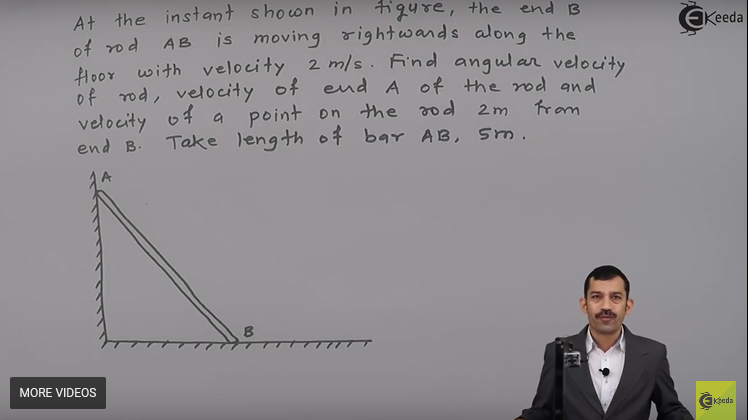 At the instant shown in figure, the end B
of rod AB is moving rightwards along the
floor with velocity 2 m/s. Find angular velocity
of rod, velocity of end A of the rod and
velocity of a point on the rod 2m from
end B. Take length of bar AB, 5m.
EKeeda
A
B
MORE VIDEOS
EKeeda